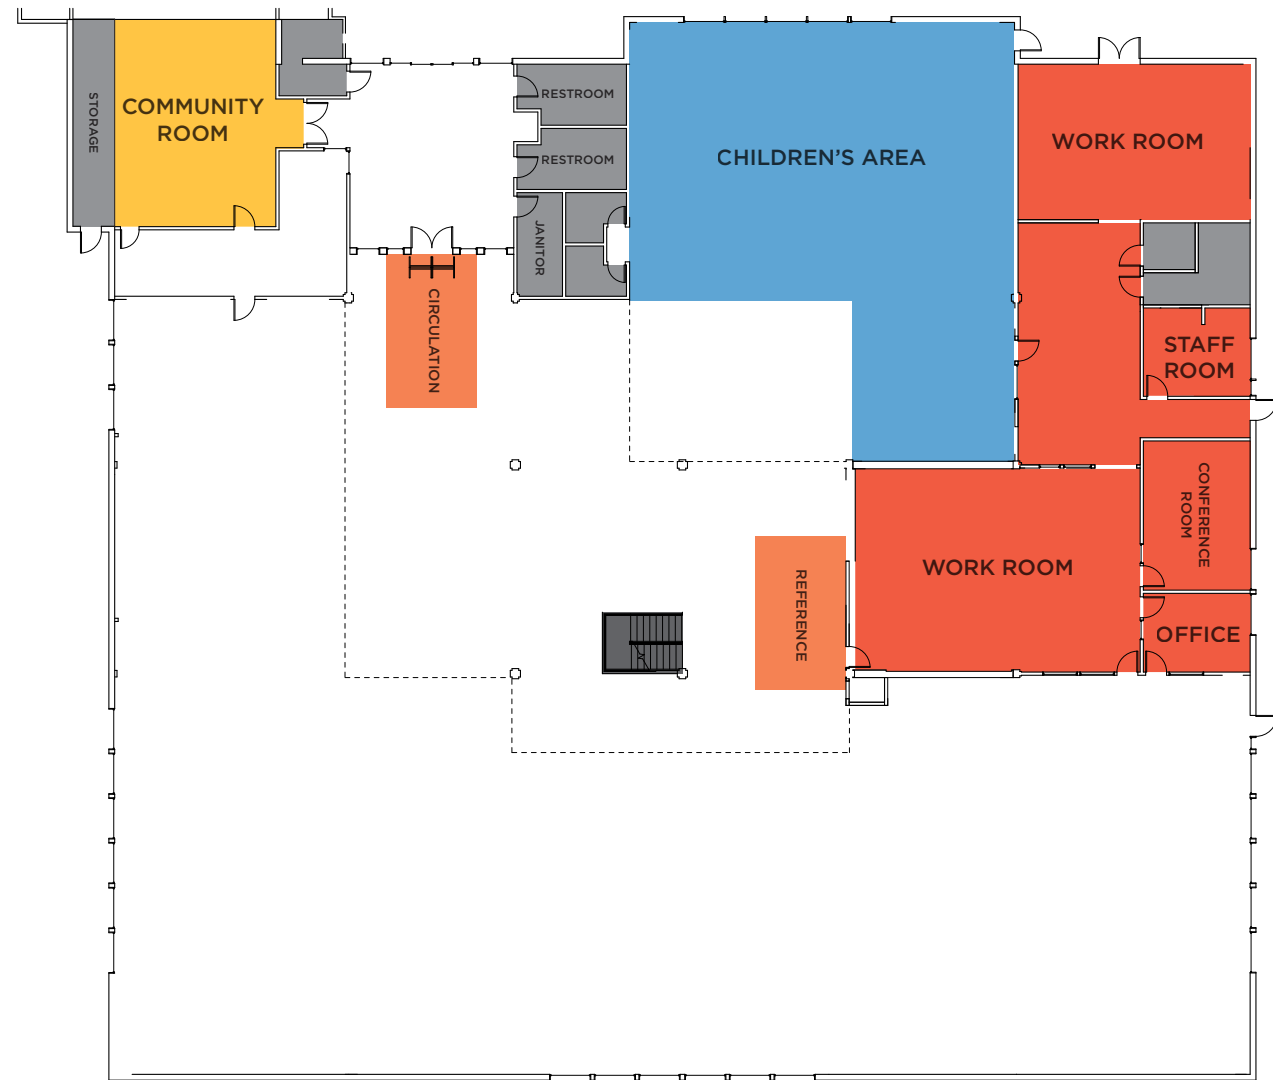 STORAGE
COMMUNITY
ROOM
RESTROOM
RESTROOM
JANITOR
CHILDREN'S AREA
WORK ROOM
CIRCULATION
STAFF
ROOM
CONFERENCE
ROOM
REFERENCE
WORK ROOM
OFFICE